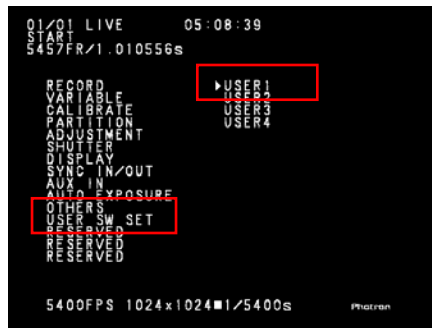 01/01 LIVE 05:08:39
START
5457FR/1.010556s
RECORD ▶USER1
VARIABLE USER2
CALIBRATE USER3
PARTITION USER4
ADJUSTMENT
SHUTTER
DISPLAY
SYNC IN/OUT
AUX IN
AUTO EXPOSURE
OTHERS
USER SW SET
RESERVED
RESERVED
RESERVED
5400FPS 1024x1024■1/5400s Photron